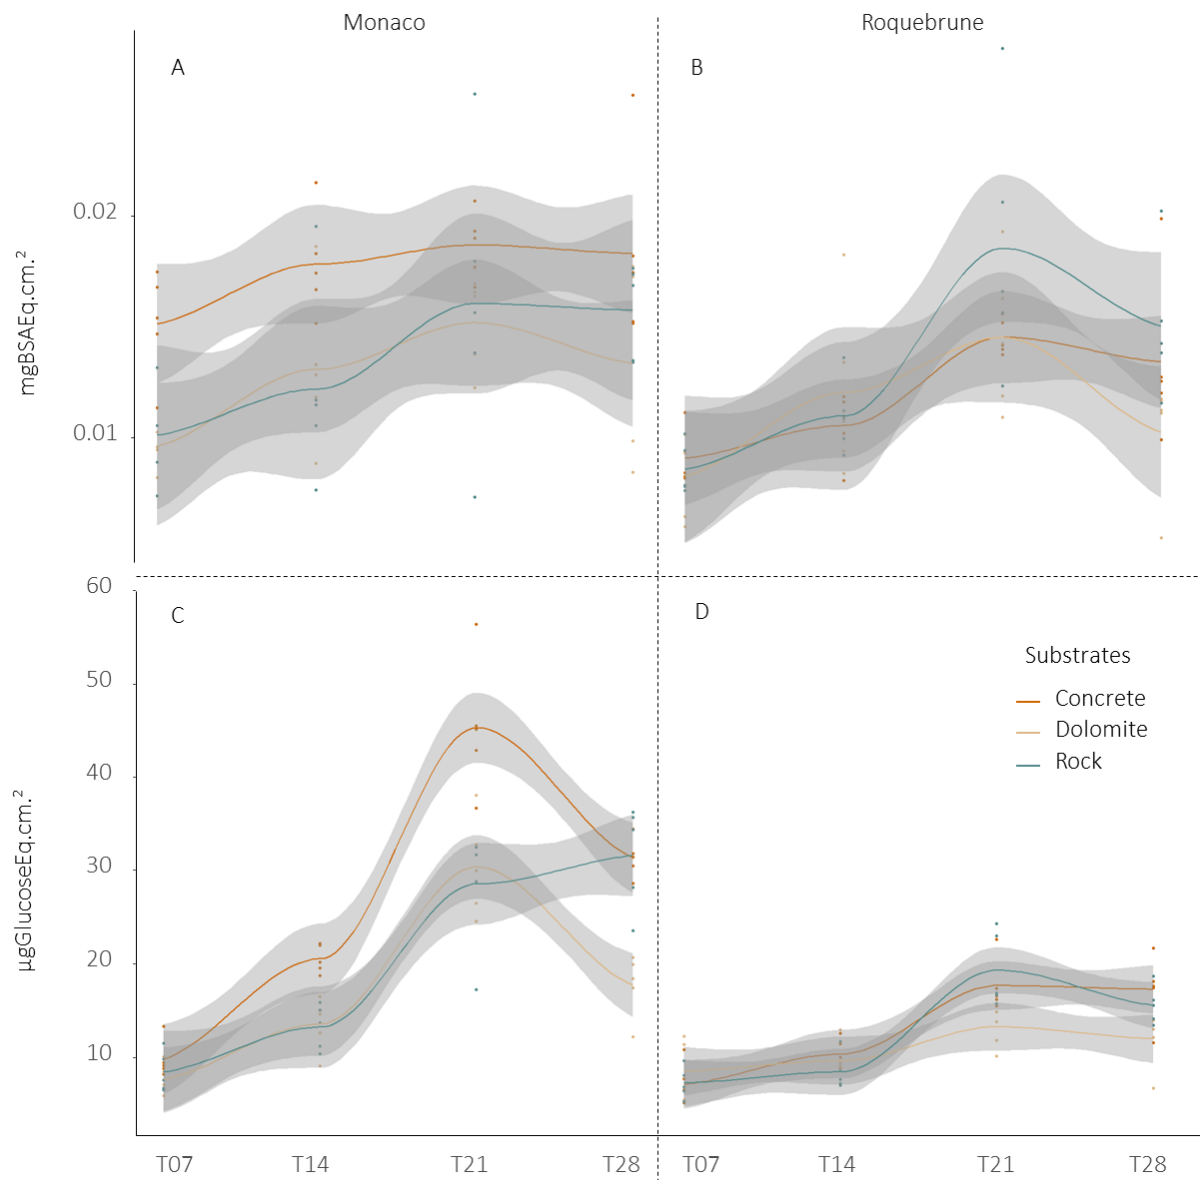 Monaco Roquebrune
A B
0.02
0.01
mgBSAEq.cm.²
C D
60
50
40
30
20
10
µgGlucoseEq.cm.²
Substrates
Concrete
Dolomite
Rock
T07 T14 T21 T28 T07 T14 T21 T28